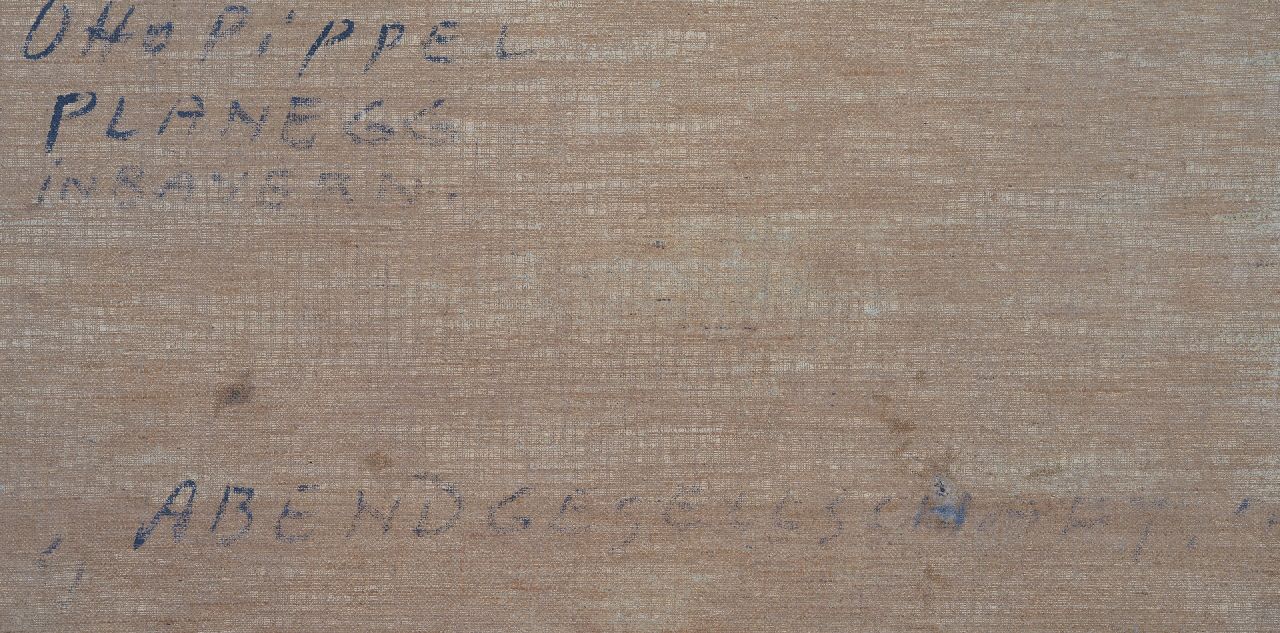 Otto PiPPEL
PLANEGG
iN BAYERN.
„ABENDGESELLSCHAFT."